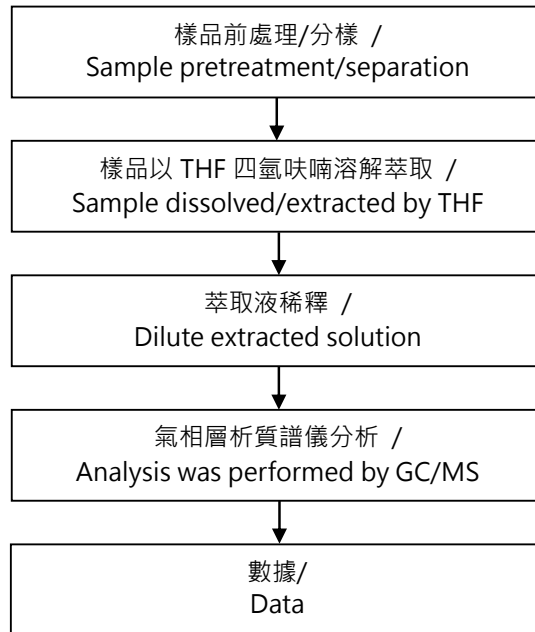 樣品前處理/分樣 /
Sample pretreatment/separation
樣品以 THF 四氫呋喃溶解萃取 /
Sample dissolved/extracted by THF
萃取液稀釋 /
Dilute extracted solution
氣相層析質譜儀分析 /
Analysis was performed by GC/MS
數據/
Data